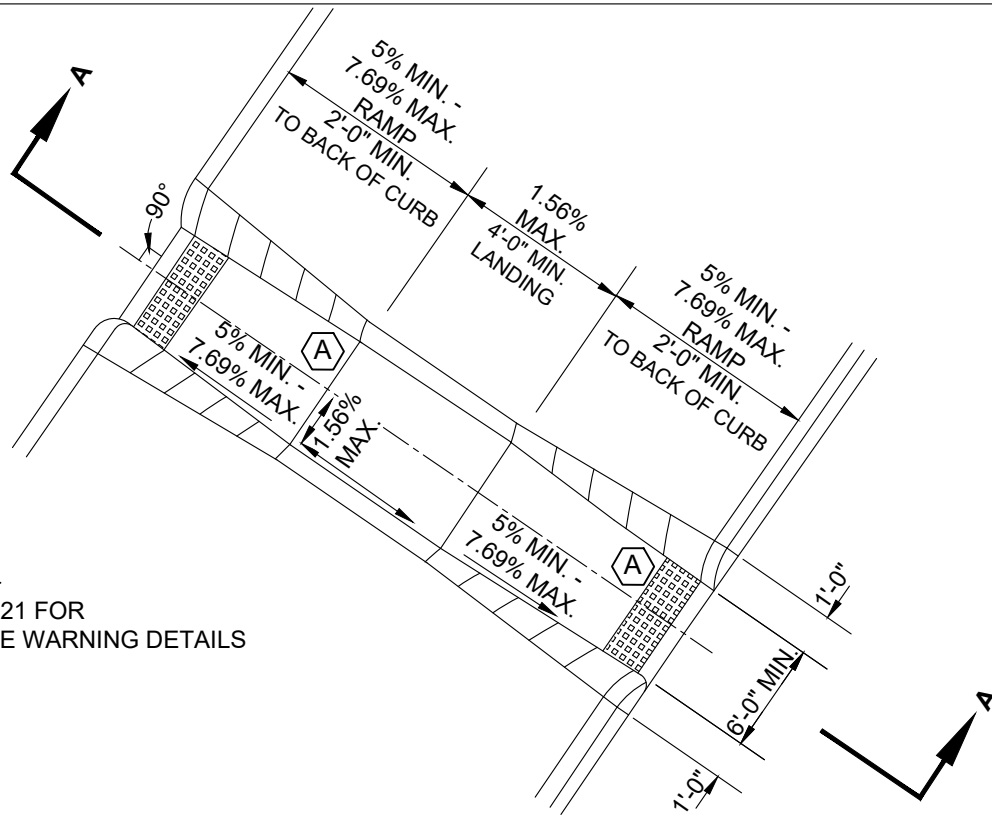 A
5% MIN. -
7.69% MAX.
RAMP
2'-0" MIN.
TO BACK OF CURB
1.56%
MAX.
4'-0" MIN.
LANDING
5% MIN. -
7.69% MAX.
RAMP
2'-0" MIN.
TO BACK OF CURB
90°
A
5% MIN. -
7.69% MAX.
1.56%
MAX.
A
5% MIN. -
7.69% MAX.
1'-0"
6'-0" MIN.
1'-0"
A
21 FOR
E WARNING DETAILS